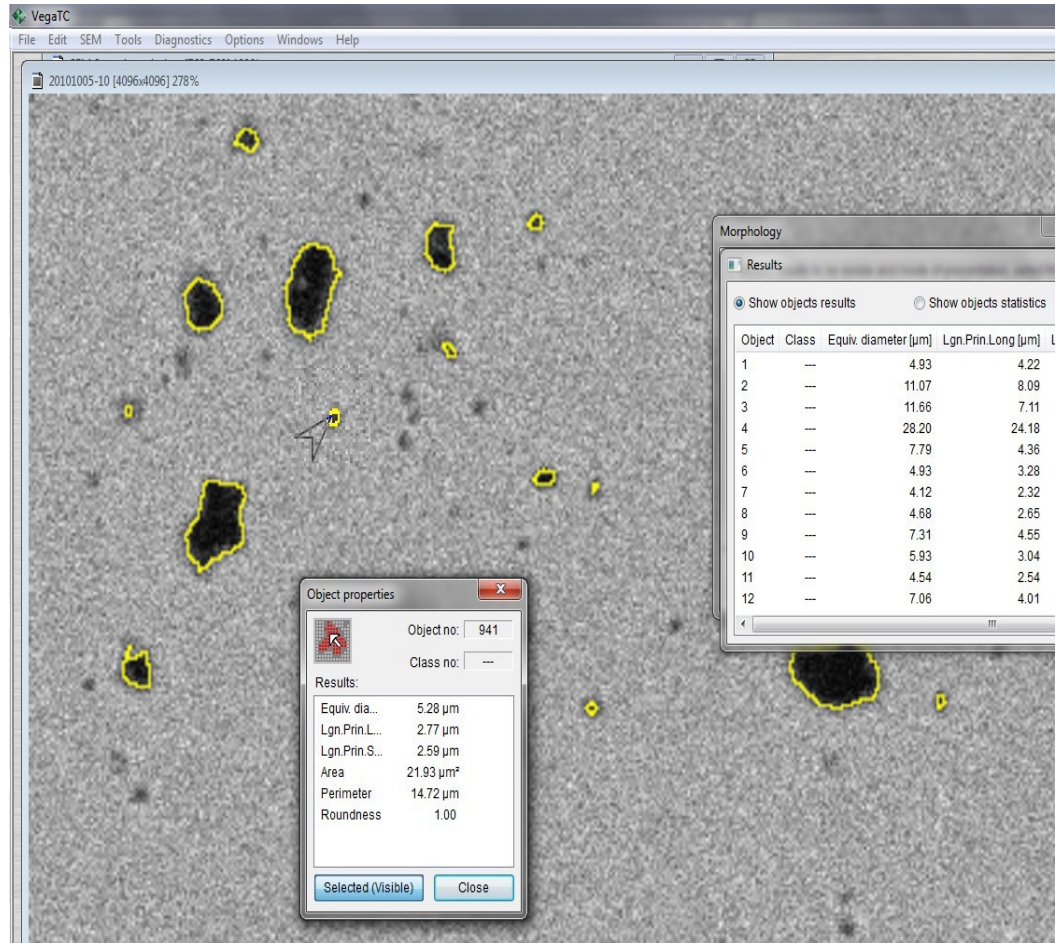 VegaTC
File Edit SEM Tools Diagnostics Options Windows Help
20101005-10 [4096x4096] 278%
Morphology
Results
Show objects results Show objects statistics
Object Class Equiv. diameter [µm] Lgn.Prin.Long [µm] L
1 --- 4.93 4.22
2 --- 11.07 8.09
3 --- 11.66 7.11
4 --- 28.20 24.18
5 --- 7.79 4.36
6 --- 4.93 3.28
7 --- 4.12 2.32
8 --- 4.68 2.65
9 --- 7.31 4.55
10 --- 5.93 3.04
11 --- 4.54 2.54
12 --- 7.06 4.01
Object properties
Object no: 941
Class no: ---
Results:
Equiv. dia... 5.28 µm
Lgn.Prin.L... 2.77 µm
Lgn.Prin.S... 2.59 µm
Area 21.93 µm²
Perimeter 14.72 µm
Roundness 1.00
Selected (Visible) Close